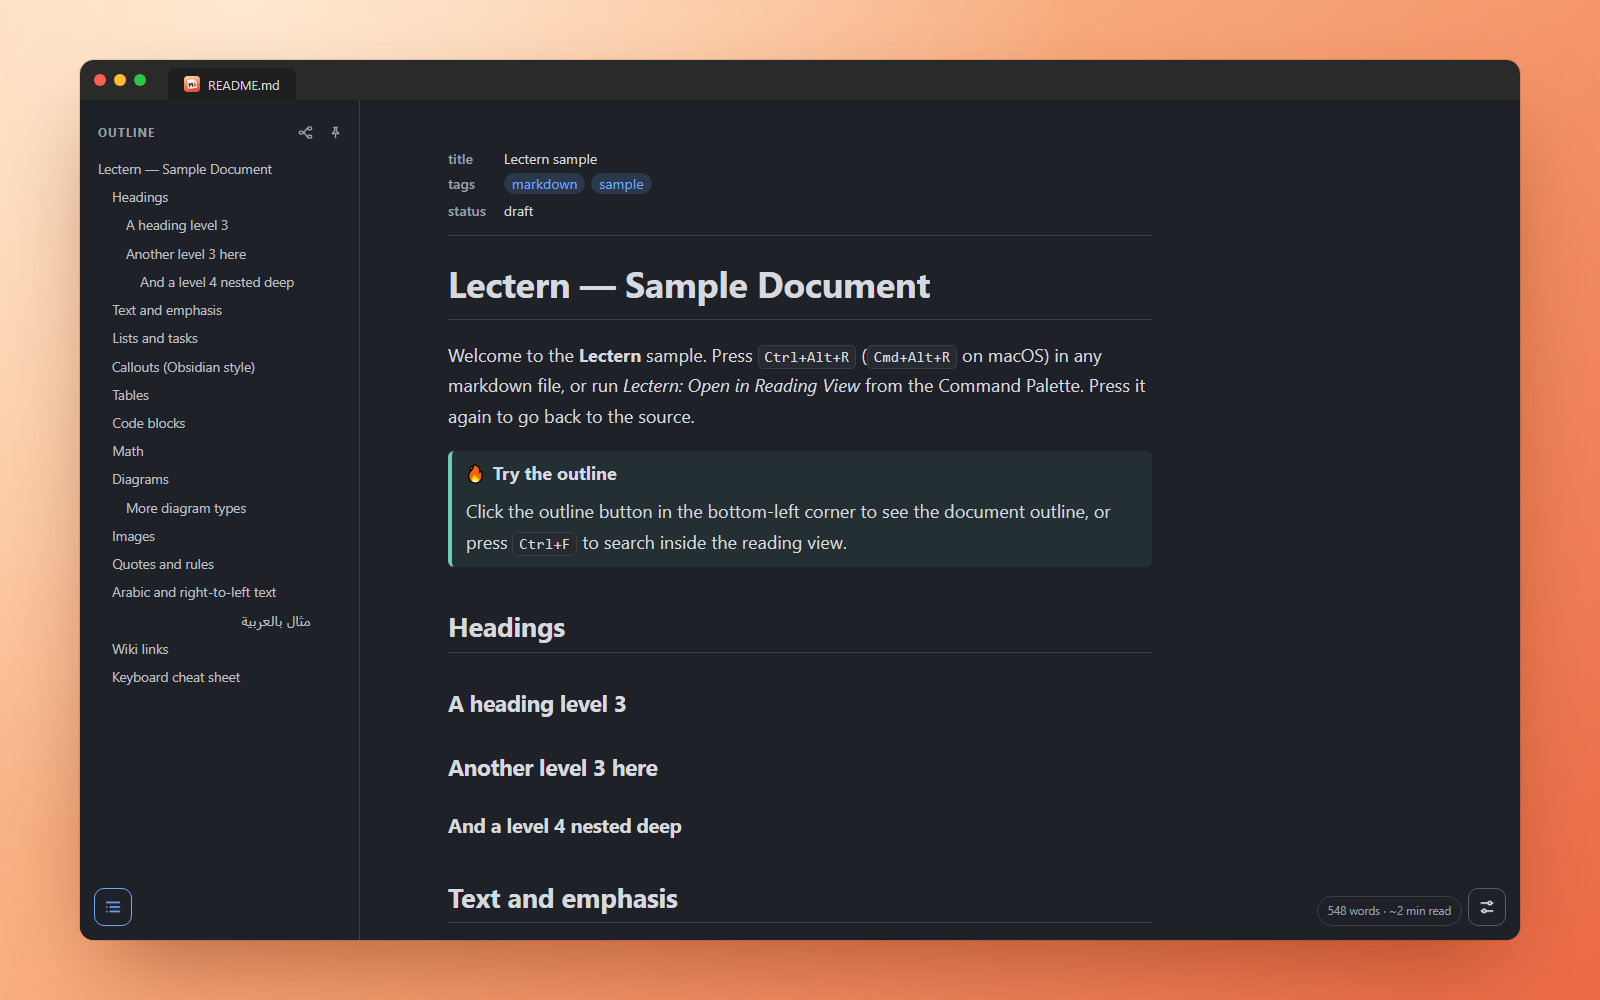 README.md
OUTLINE
Lectern — Sample Document
Headings
A heading level 3
Another level 3 here
And a level 4 nested deep
Text and emphasis
Lists and tasks
Callouts (Obsidian style)
Tables
Code blocks
Math
Diagrams
More diagram types
Images
Quotes and rules
Arabic and right-to-left text
مثال بالعربية
Wiki links
Keyboard cheat sheet
title Lectern sample
tags markdown sample
status draft
Lectern — Sample Document
Welcome to the Lectern sample. Press Ctrl+Alt+R (Cmd+Alt+R on macOS) in any
markdown file, or run Lectern: Open in Reading View from the Command Palette. Press it
again to go back to the source.
🔥 Try the outline
Click the outline button in the bottom-left corner to see the document outline, or
press Ctrl+F to search inside the reading view.
Headings
A heading level 3
Another level 3 here
And a level 4 nested deep
Text and emphasis
548 words · ~2 min read